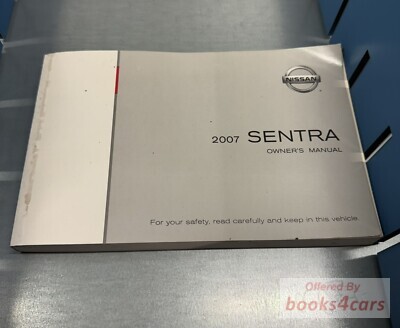 NISSAN
2007 SENTRA
OWNER'S MANUAL
For your safety, read carefully and keep in this vehicle.
Offered By
books4cars